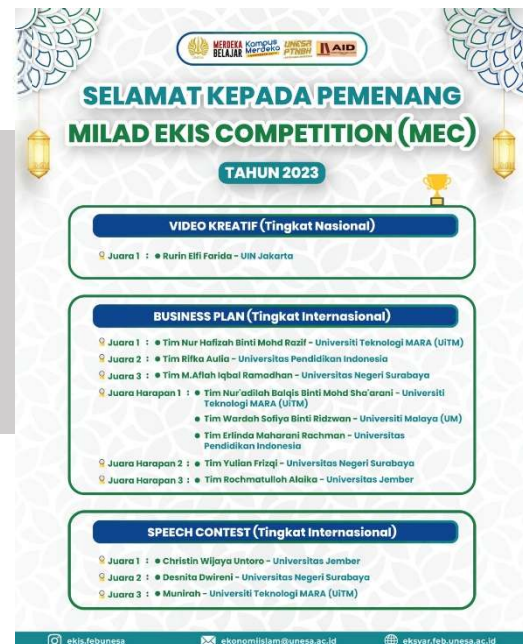 MERDEKA BELAJAR Kampus Merdeka UNESA PTNBH AID
SELAMAT KEPADA PEMENANG
MILAD EKIS COMPETITION (MEC)
TAHUN 2023
VIDEO KREATIF (Tingkat Nasional)
Juara 1 : • Rurin Elfi Farida - UIN Jakarta
BUSINESS PLAN (Tingkat Internasional)
Juara 1 : • Tim Nur Hafizah Binti Mohd Razif - Universiti Teknologi MARA (UiTM)
Juara 2 : • Tim Rifka Aulia - Universitas Pendidikan Indonesia
Juara 3 : • Tim M.Aflah Iqbal Ramadhan - Universitas Negeri Surabaya
Juara Harapan 1 : • Tim Nur'adilah Balqis Binti Mohd Sha'arani - Universiti
Teknologi MARA (UiTM)
• Tim Wardah Sofiya Binti Ridzwan - Universiti Malaya (UM)
• Tim Erlinda Maharani Rachman - Universitas
Pendidikan Indonesia
Juara Harapan 2 : • Tim Yulian Frizqi - Universitas Negeri Surabaya
Juara Harapan 3 : • Tim Rochmatulloh Alaika - Universitas Jember
SPEECH CONTEST (Tingkat Internasional)
Juara 1 : • Christin Wijaya Untoro - Universitas Jember
Juara 2 : • Desnita Dwireni - Universitas Negeri Surabaya
Juara 3 : • Munirah - Universiti Teknologi MARA (UiTM)
ekis.febunesa ekonomiislam@unesa.ac.id eksyar.feb.unesa.ac.id